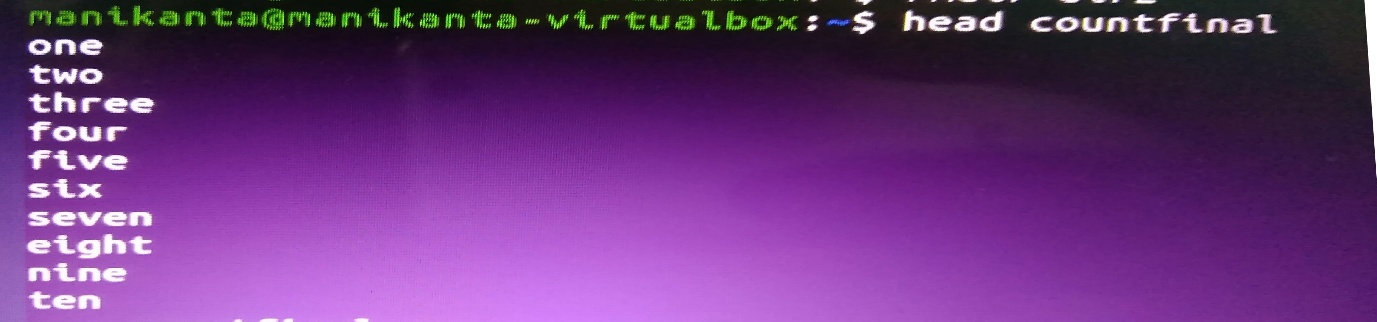 manikanta@manikanta-virtualbox:~$ head countfinal
one
two
three
four
five
six
seven
eight
nine
ten